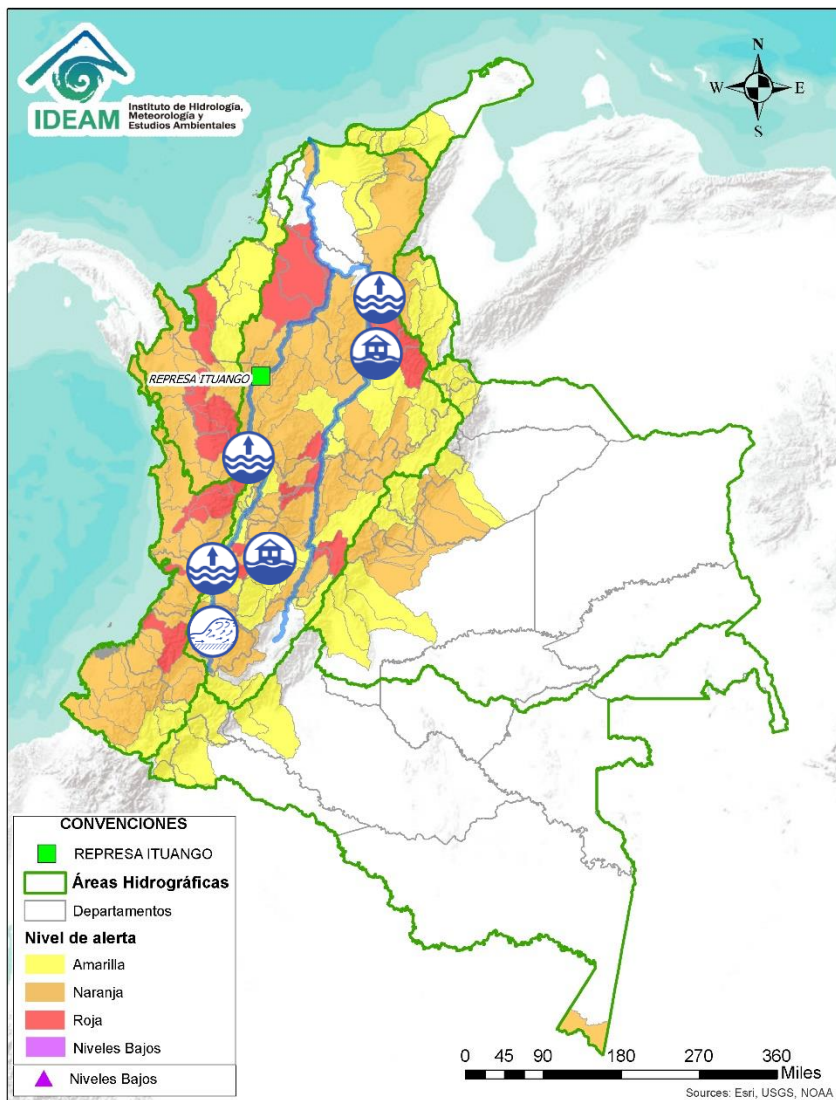 IDEAM
Instituto de Hidrología,
Meteorología y
Estudios Ambientales
N
W
E
S
REPRESA ITUANGO
CONVENCIONES
REPRESA ITUANGO
Áreas Hidrográficas
Departamentos
Nivel de alerta
Amarilla
Naranja
Roja
Niveles Bajos
Niveles Bajos
0 45 90 180 270 360
Miles
Sources: Esri, USGS, NOAA